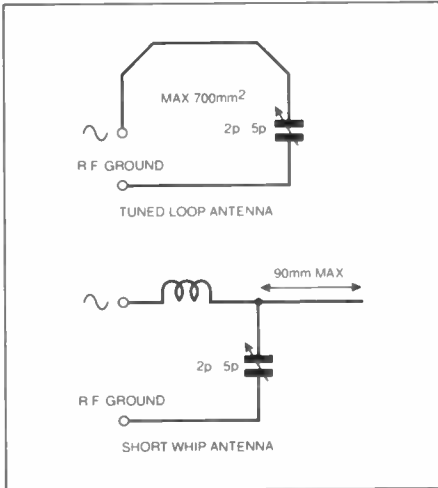 MAX 700mm²
2p 5p
R F GROUND
TUNED LOOP ANTENNA
90mm MAX
2p 5p
R F GROUND
SHORT WHIP ANTENNA